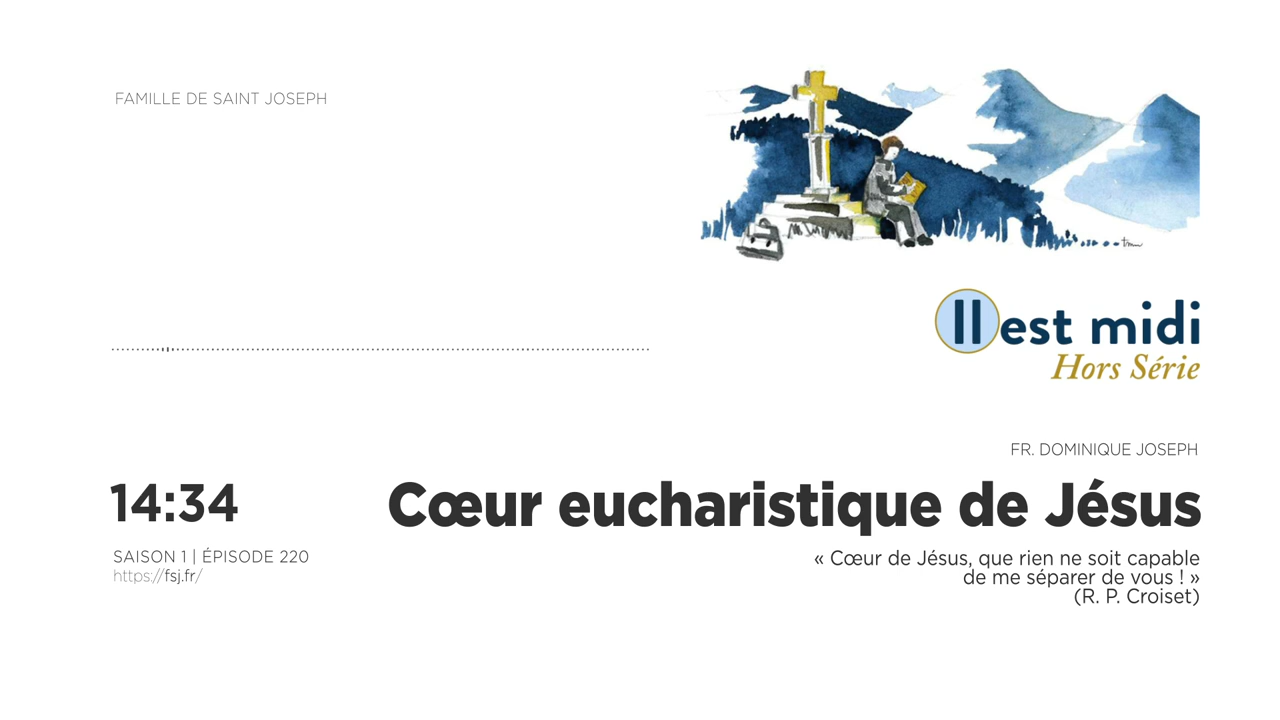 FAMILLE DE SAINT JOSEPH
Il est midi
Hors Série
FR. DOMINIQUE JOSEPH
14:34
Cœur eucharistique de Jésus
SAISON 1 | ÉPISODE 220
https://fsj.fr/
« Cœur de Jésus, que rien ne soit capable
de me séparer de vous ! »
(R. P. Croiset)